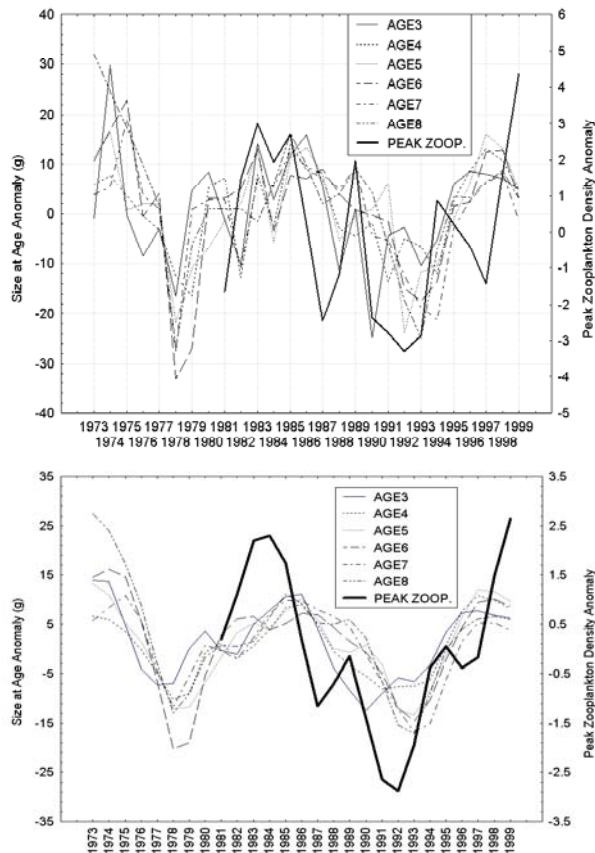 40
30
20
10
0
-10
-20
-30
-40
Size at Age Anomaly (g)
6
5
4
3
2
1
0
-1
-2
-3
-4
-5
Peak Zooplankton Density Anomaly
AGE3
AGE4
AGE5
AGE6
AGE7
AGE8
PEAK ZOOP.
1973 1975 1977 1979 1981 1983 1985 1987 1989 1991 1993 1995 1997 1999
1974 1976 1978 1980 1982 1984 1986 1988 1990 1992 1994 1996 1998
35
25
15
5
-5
-15
-25
-35
Size at Age Anomaly (g)
3.5
2.5
1.5
0.5
-0.5
-1.5
-2.5
-3.5
Peak Zooplankton Density Anomaly
AGE3
AGE4
AGE5
AGE6
AGE7
AGE8
PEAK ZOOP.
1973 1974 1975 1976 1977 1978 1979 1980 1981 1982 1983 1984 1985 1986 1987 1988 1989 1990 1991 1992 1993 1994 1995 1996 1997 1998 1999